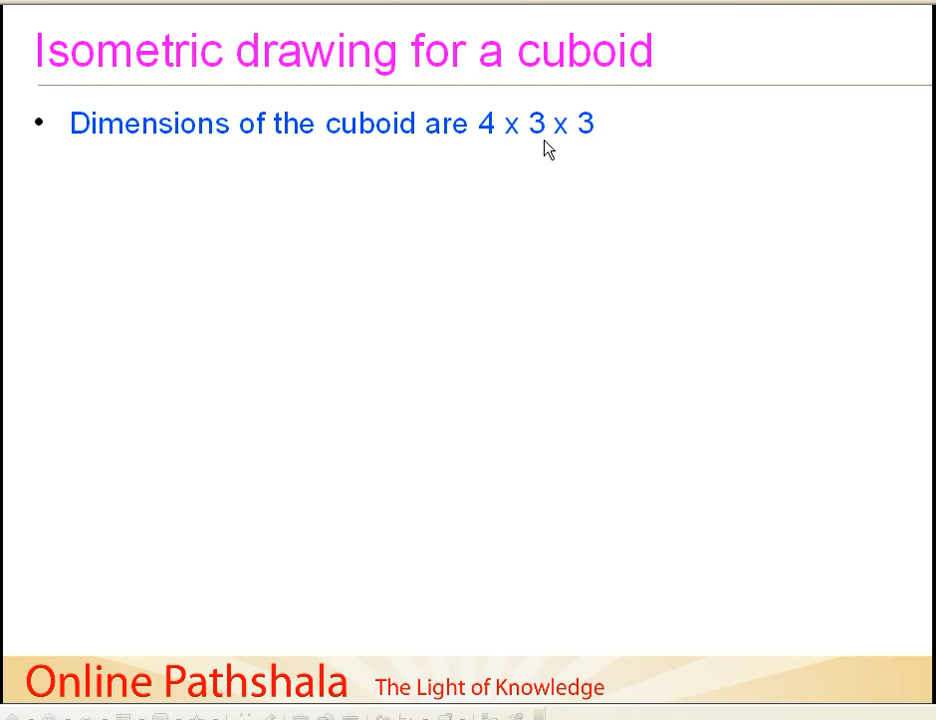 Isometric drawing for a cuboid
• Dimensions of the cuboid are 4 x 3 x 3
Online Pathshala The Light of Knowledge